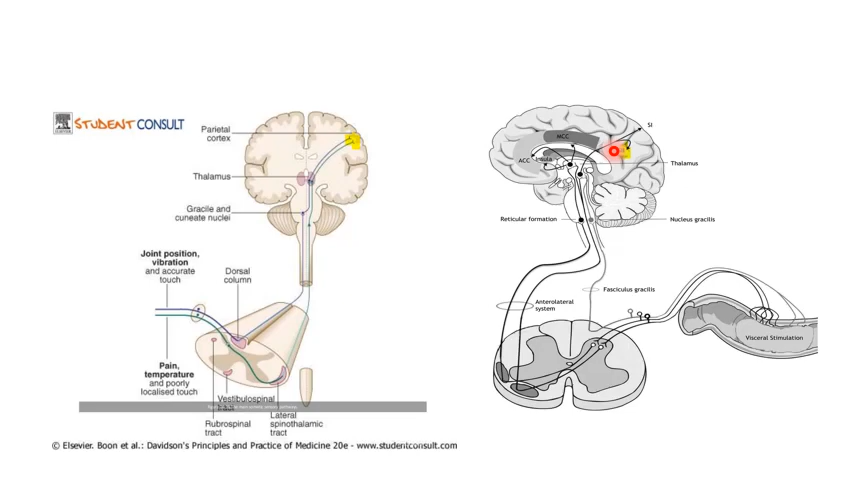 STUDENT CONSULT
Parietal
cortex
Thalamus
Gracile and
cuneate nuclei
Joint position,
vibration
and accurate
touch
Dorsal
column
Pain,
temperature
and poorly
localised touch
Vestibulospinal
Rubrospinal
tract
Lateral
spinothalamic
tract
© Elsevier. Boon et al.: Davidson's Principles and Practice of Medicine 20e - www.studentconsult.com
SI
MCC
ACC
Insula
Thalamus
Reticular formation
Nucleus gracilis
Fasciculus gracilis
Anterolateral
system
Visceral Stimulation